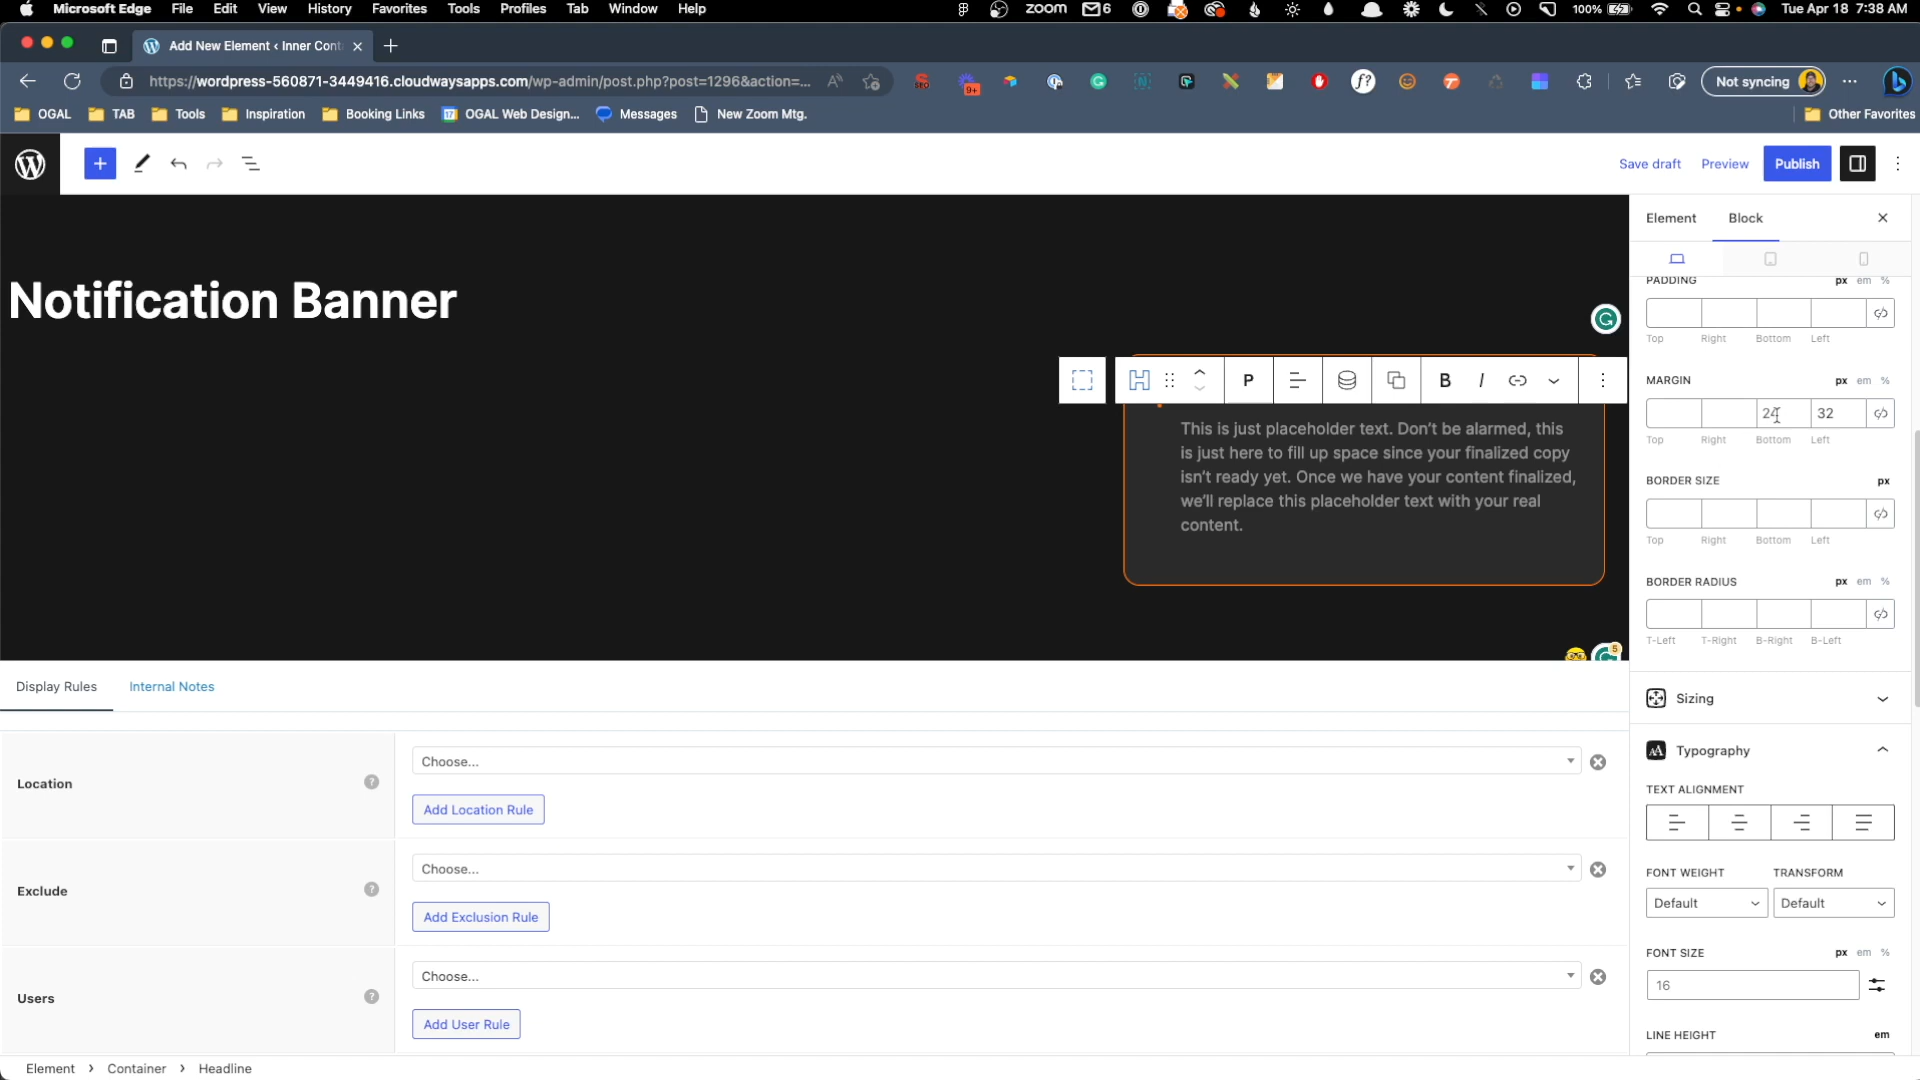 Microsoft Edge File Edit View History Favorites Tools Profiles Tab Window Help
zoom 6 100% Tue Apr 18 7:38 AM
Add New Element ‹ Inner Cont
https://wordpress-560871-3449416.cloudwaysapps.com/wp-admin/post.php?post=1296&action=...
SEO 9+ f? Not syncing
OGAL TAB Tools Inspiration Booking Links OGAL Web Design... Messages New Zoom Mtg. Other Favorites
Save draft Preview Publish
Element Block
Notification Banner
PADDING px em %
Top Right Bottom Left
P B I
MARGIN px em %
24 32
Top Right Bottom Left
This is just placeholder text. Don't be alarmed, this
is just here to fill up space since your finalized copy
isn't ready yet. Once we have your content finalized,
we'll replace this placeholder text with your real
content.
BORDER SIZE px
Top Right Bottom Left
BORDER RADIUS px em %
T-Left T-Right B-Right B-Left
5
Sizing
Typography
TEXT ALIGNMENT
FONT WEIGHT TRANSFORM
Default Default
FONT SIZE px em %
16
LINE HEIGHT em
Display Rules Internal Notes
Location ?
Choose...
Add Location Rule
Exclude ?
Choose...
Add Exclusion Rule
Users ?
Choose...
Add User Rule
Element › Container › Headline